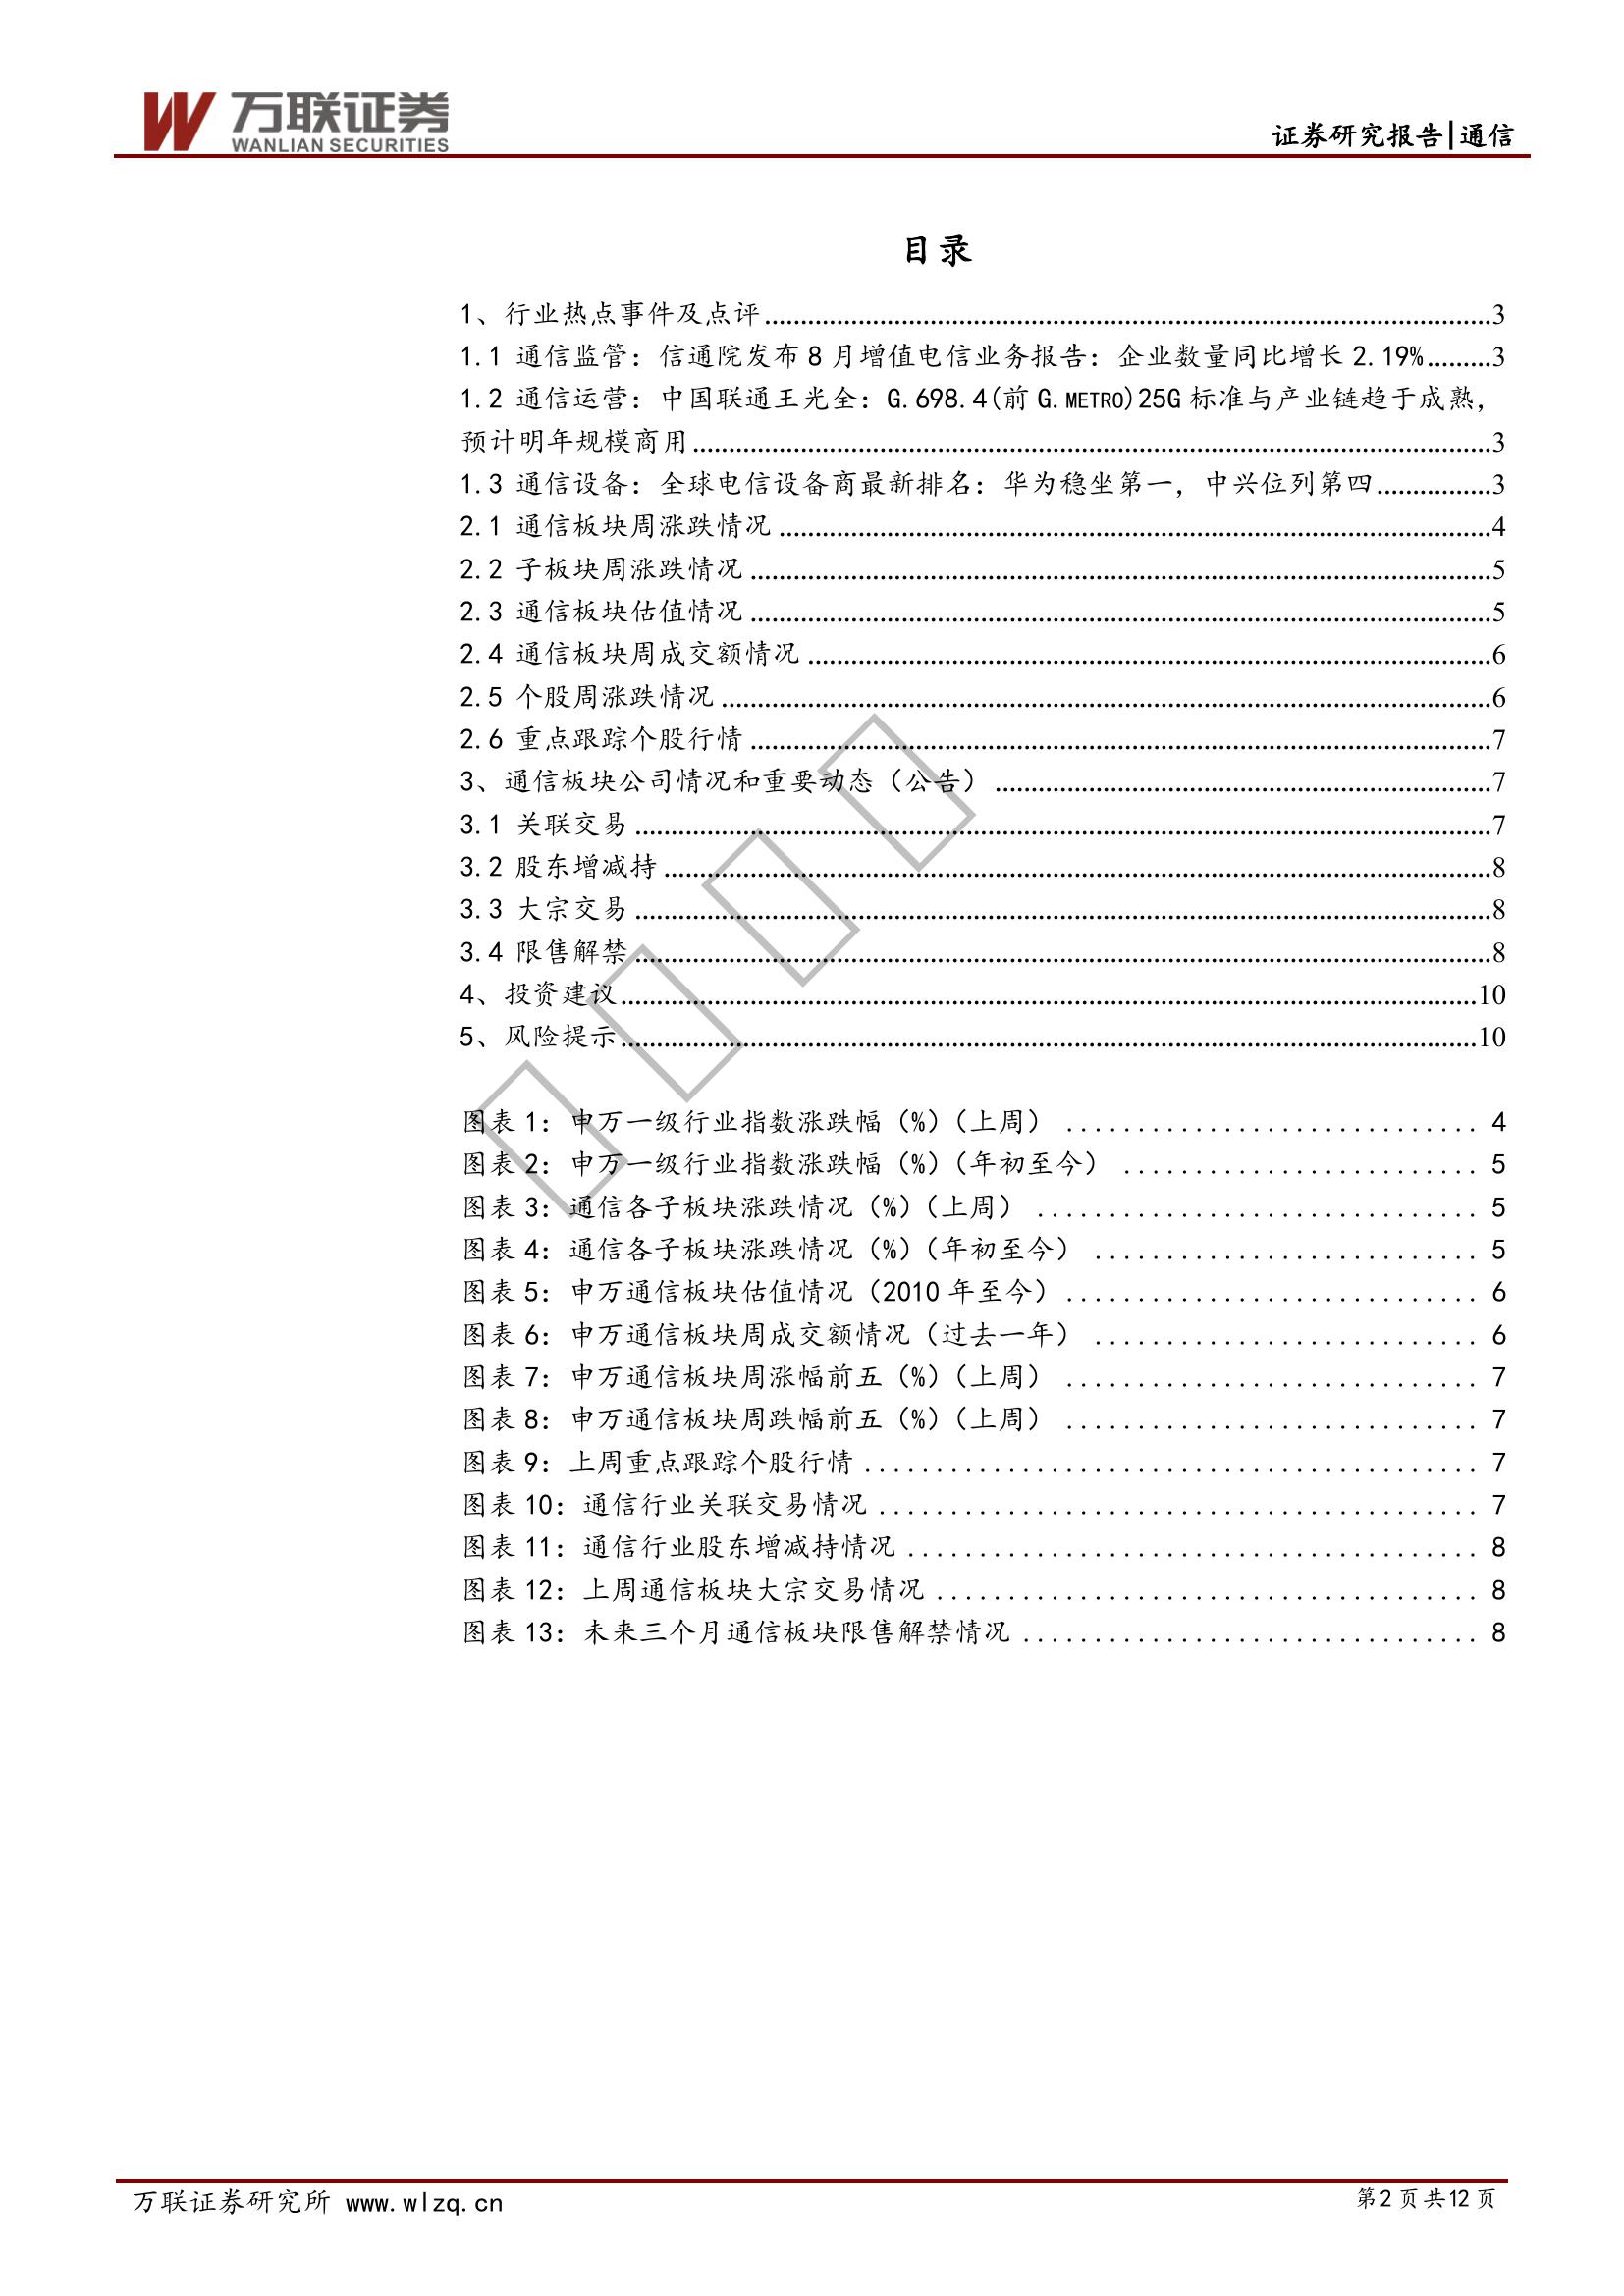 万联证券
WANLIAN SECURITIES
证券研究报告|通信
目录
1、行业热点事件及点评 3
1.1 通信监管：信通院发布8月增值电信业务报告：企业数量同比增长2.19% 3
1.2 通信运营：中国联通王光全：G.698.4(前G.METRO)25G标准与产业链趋于成熟，
预计明年规模商用 3
1.3 通信设备：全球电信设备商最新排名：华为稳坐第一，中兴位列第四 3
2.1 通信板块周涨跌情况 4
2.2 子板块周涨跌情况 5
2.3 通信板块估值情况 5
2.4 通信板块周成交额情况 6
2.5 个股周涨跌情况 6
2.6 重点跟踪个股行情 7
3、通信板块公司情况和重要动态（公告） 7
3.1 关联交易 7
3.2 股东增减持 8
3.3 大宗交易 8
3.4 限售解禁 8
4、投资建议 10
5、风险提示 10
图表1：申万一级行业指数涨跌幅（%）（上周） 4
图表2：申万一级行业指数涨跌幅（%）（年初至今） 5
图表3：通信各子板块涨跌情况（%）（上周） 5
图表4：通信各子板块涨跌情况（%）（年初至今） 5
图表5：申万通信板块估值情况（2010年至今） 6
图表6：申万通信板块周成交额情况（过去一年） 6
图表7：申万通信板块周涨幅前五（%）（上周） 7
图表8：申万通信板块周跌幅前五（%）（上周） 7
图表9：上周重点跟踪个股行情 7
图表10：通信行业关联交易情况 7
图表11：通信行业股东增减持情况 8
图表12：上周通信板块大宗交易情况 8
图表13：未来三个月通信板块限售解禁情况 8
万联证券研究所 www.wlzq.cn
第2页共12页